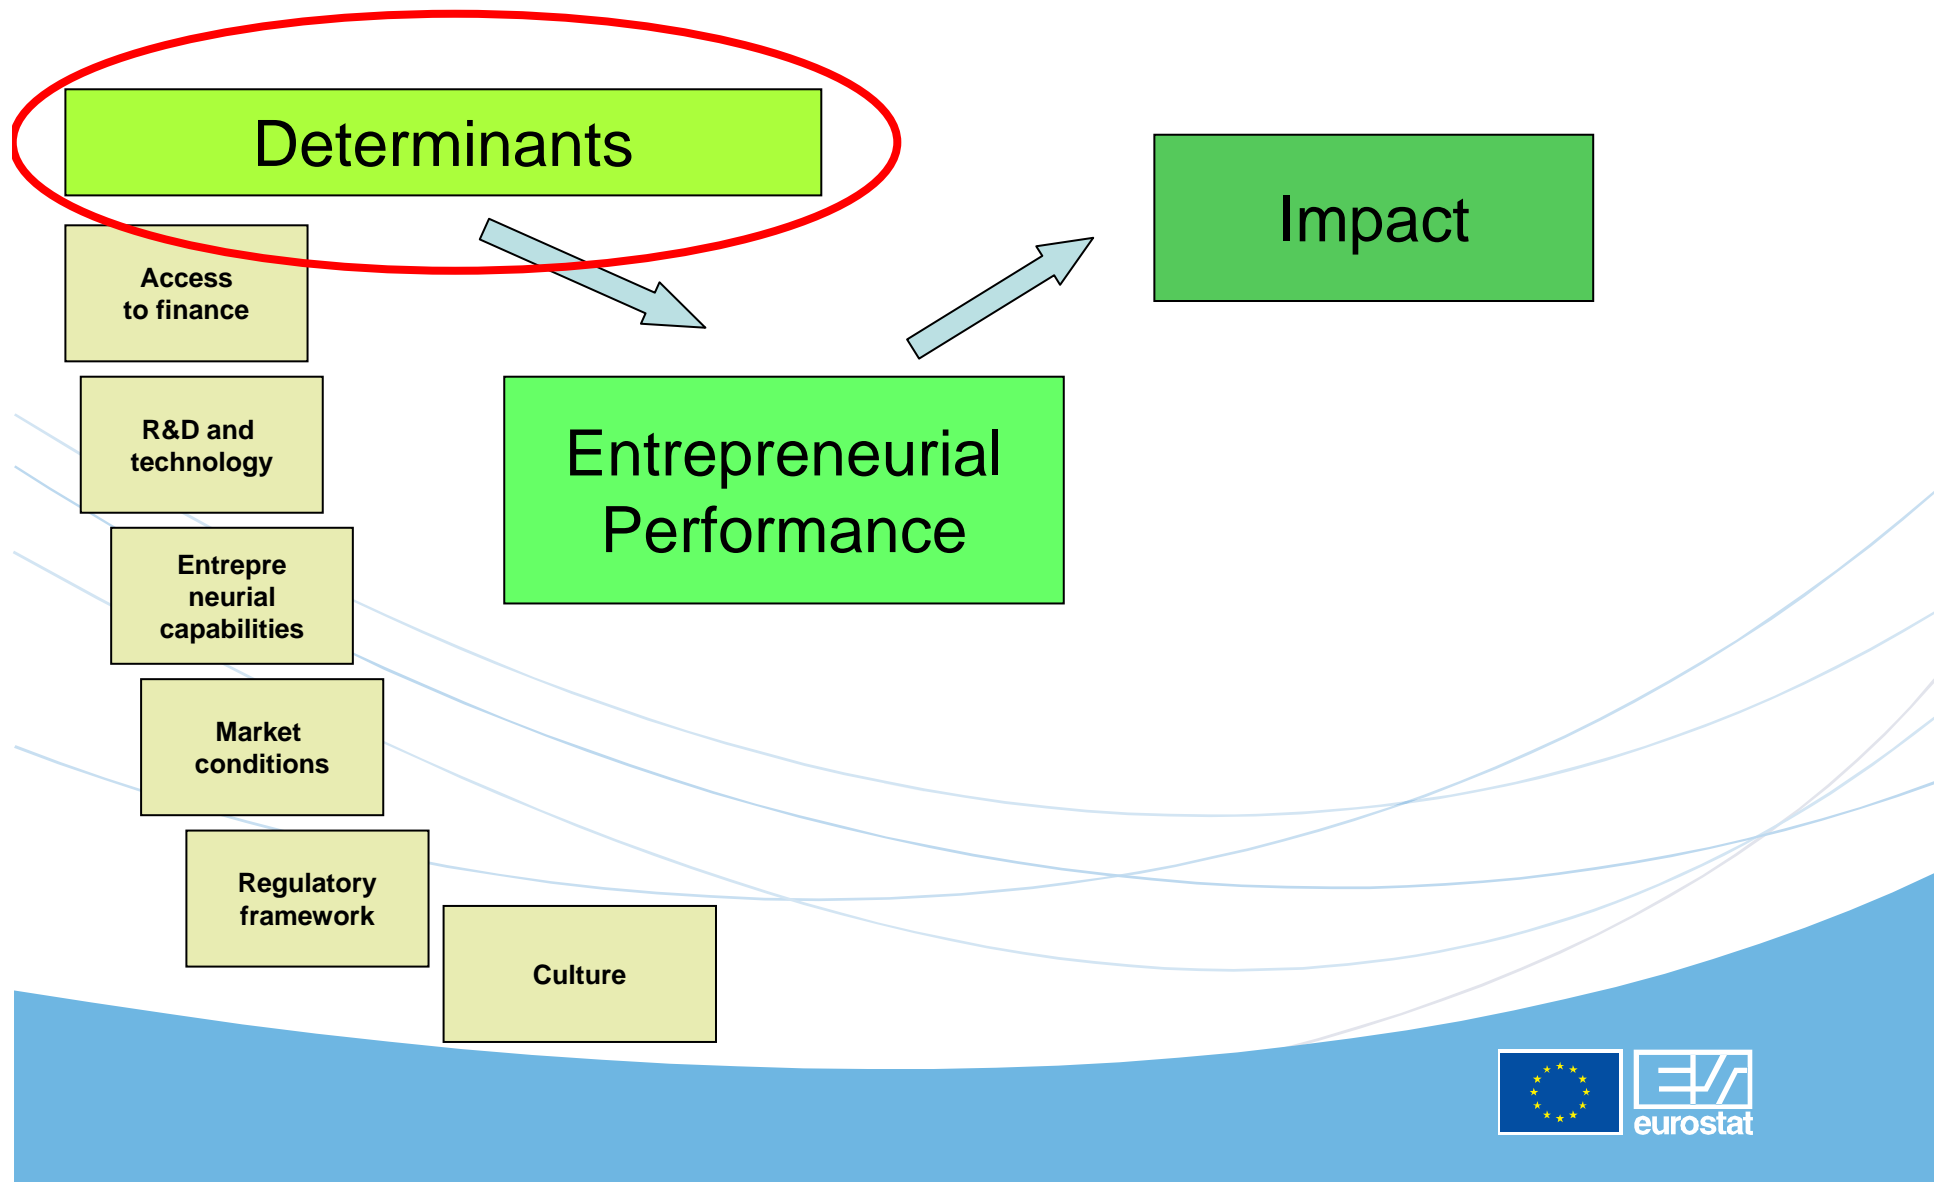 Determinants
Impact
Access
to finance
R&D and
technology
Entrepreneurial
Performance
Entrepre
neurial
capabilities
Market
conditions
Regulatory
framework
Culture
eurostat